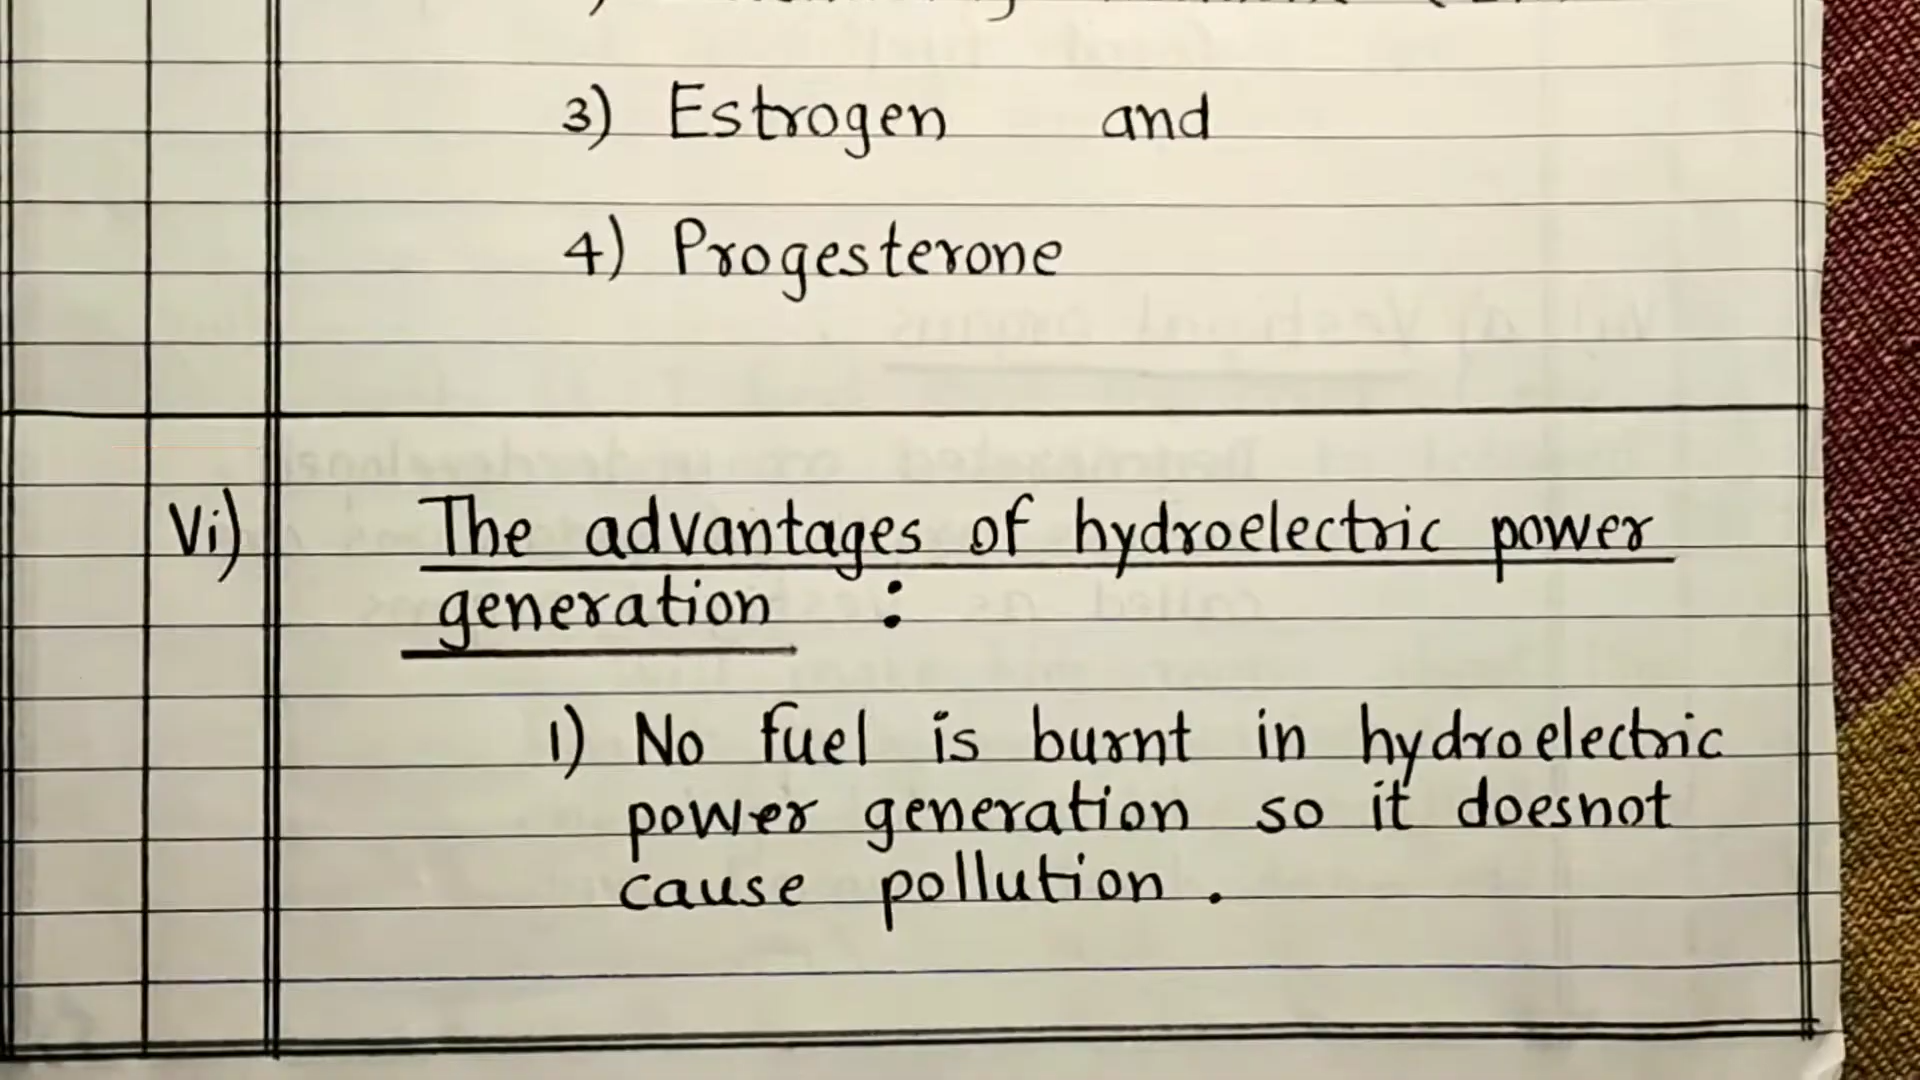 3) Estrogen and
4) Progesterone
Vi) The advantages of hydroelectric power
generation :
1) No fuel is burnt in hydroelectric
power generation so it doesnot
cause pollution .